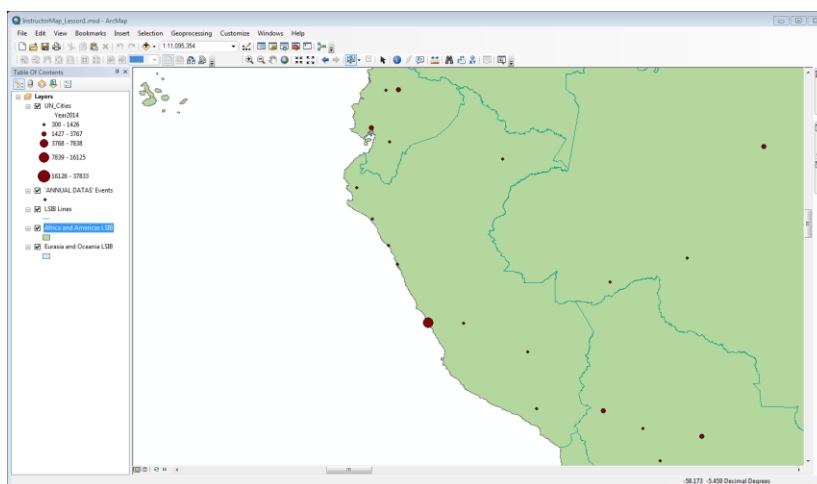 InstructorMap_Lesson1.mxd - ArcMap
File Edit View Bookmarks Insert Selection Geoprocessing Customize Windows Help
1:11,095,354
Table Of Contents
Layers
UN_Cities
Year2014
300 - 1426
1427 - 3767
3768 - 7838
7839 - 16125
16126 - 37833
'ANNUAL DATAS' Events
LSIB Lines
Africa and Americas LSIB
Eurasia and Oceania LSIB
-58.173 -5.459 Decimal Degrees